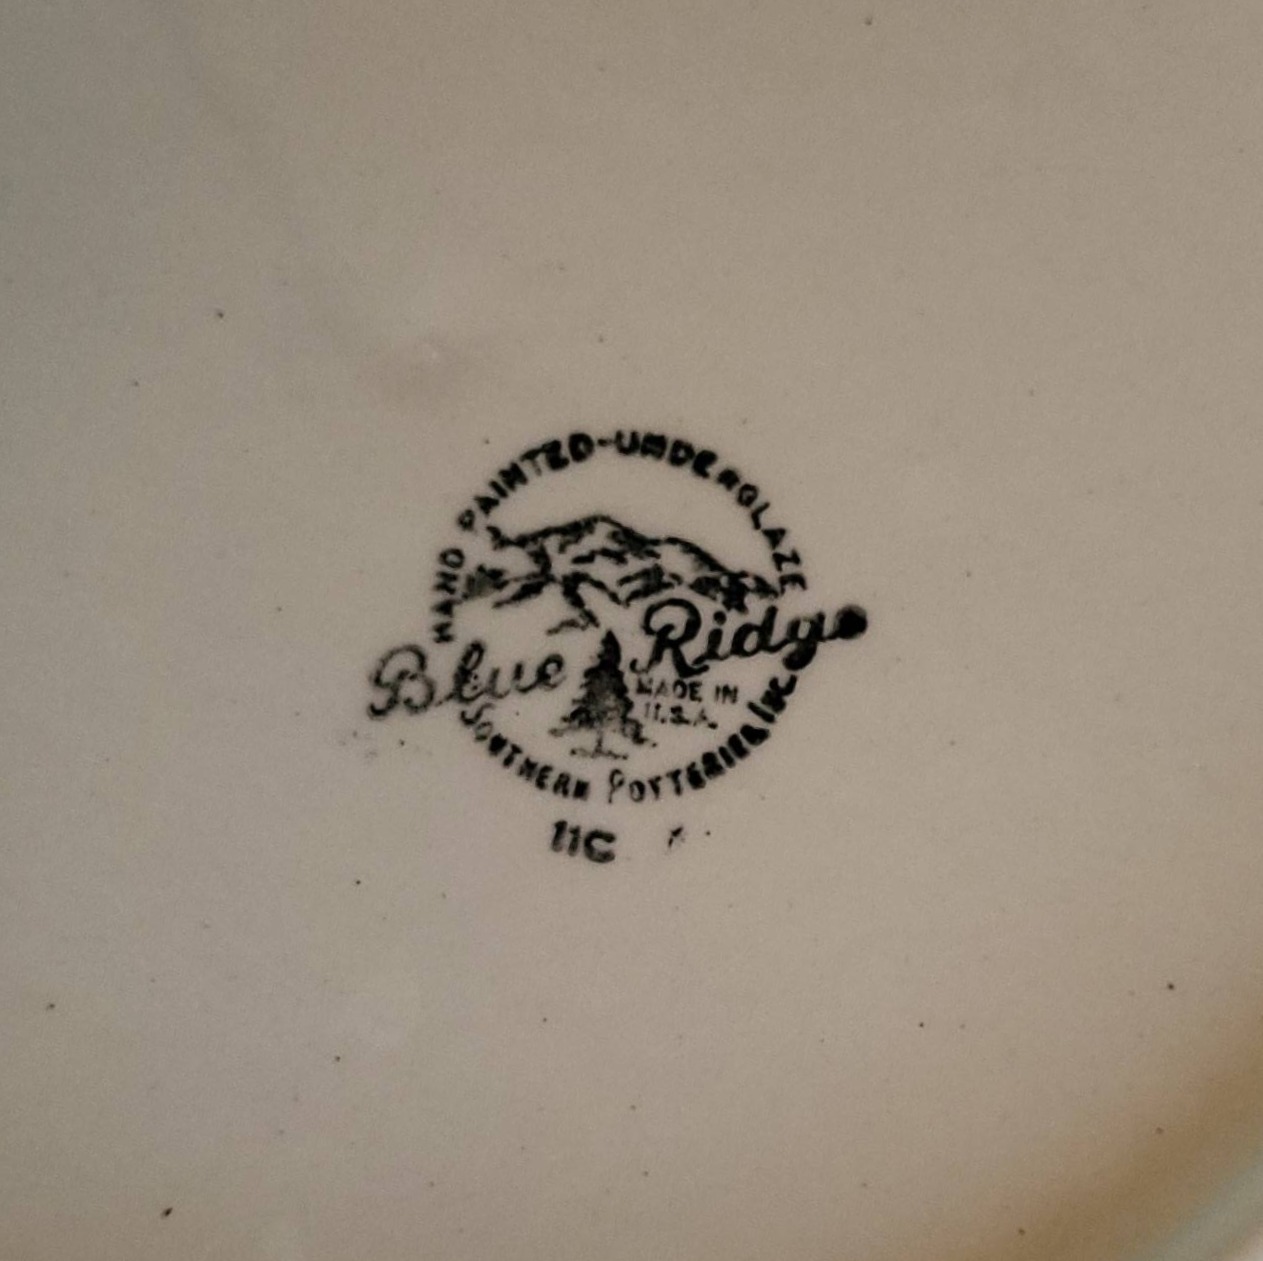 HAND PAINTED-UNDERGLAZE
Blue Ridge
MADE IN
U.S.A.
SOUTHERN POTTERIES INC.
11C